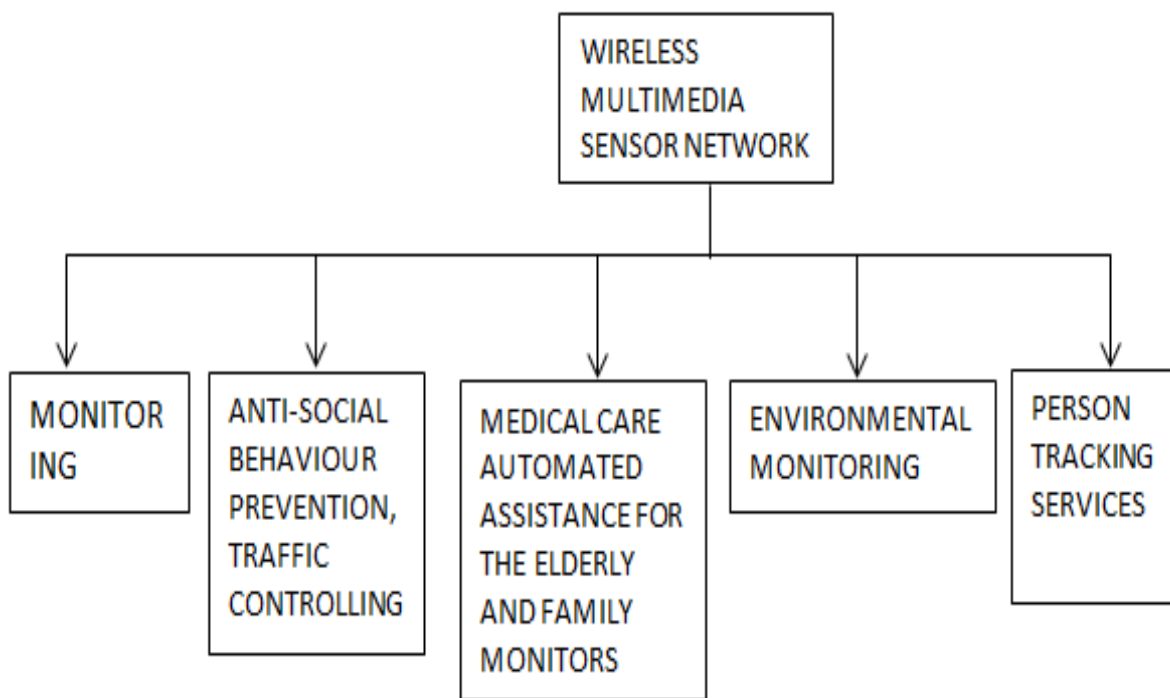 WIRELESS
MULTIMEDIA
SENSOR NETWORK
MONITOR
ING
ANTI-SOCIAL
BEHAVIOUR
PREVENTION,
TRAFFIC
CONTROLLING
MEDICAL CARE
AUTOMATED
ASSISTANCE FOR
THE ELDERLY
AND FAMILY
MONITORS
ENVIRONMENTAL
MONITORING
PERSON
TRACKING
SERVICES